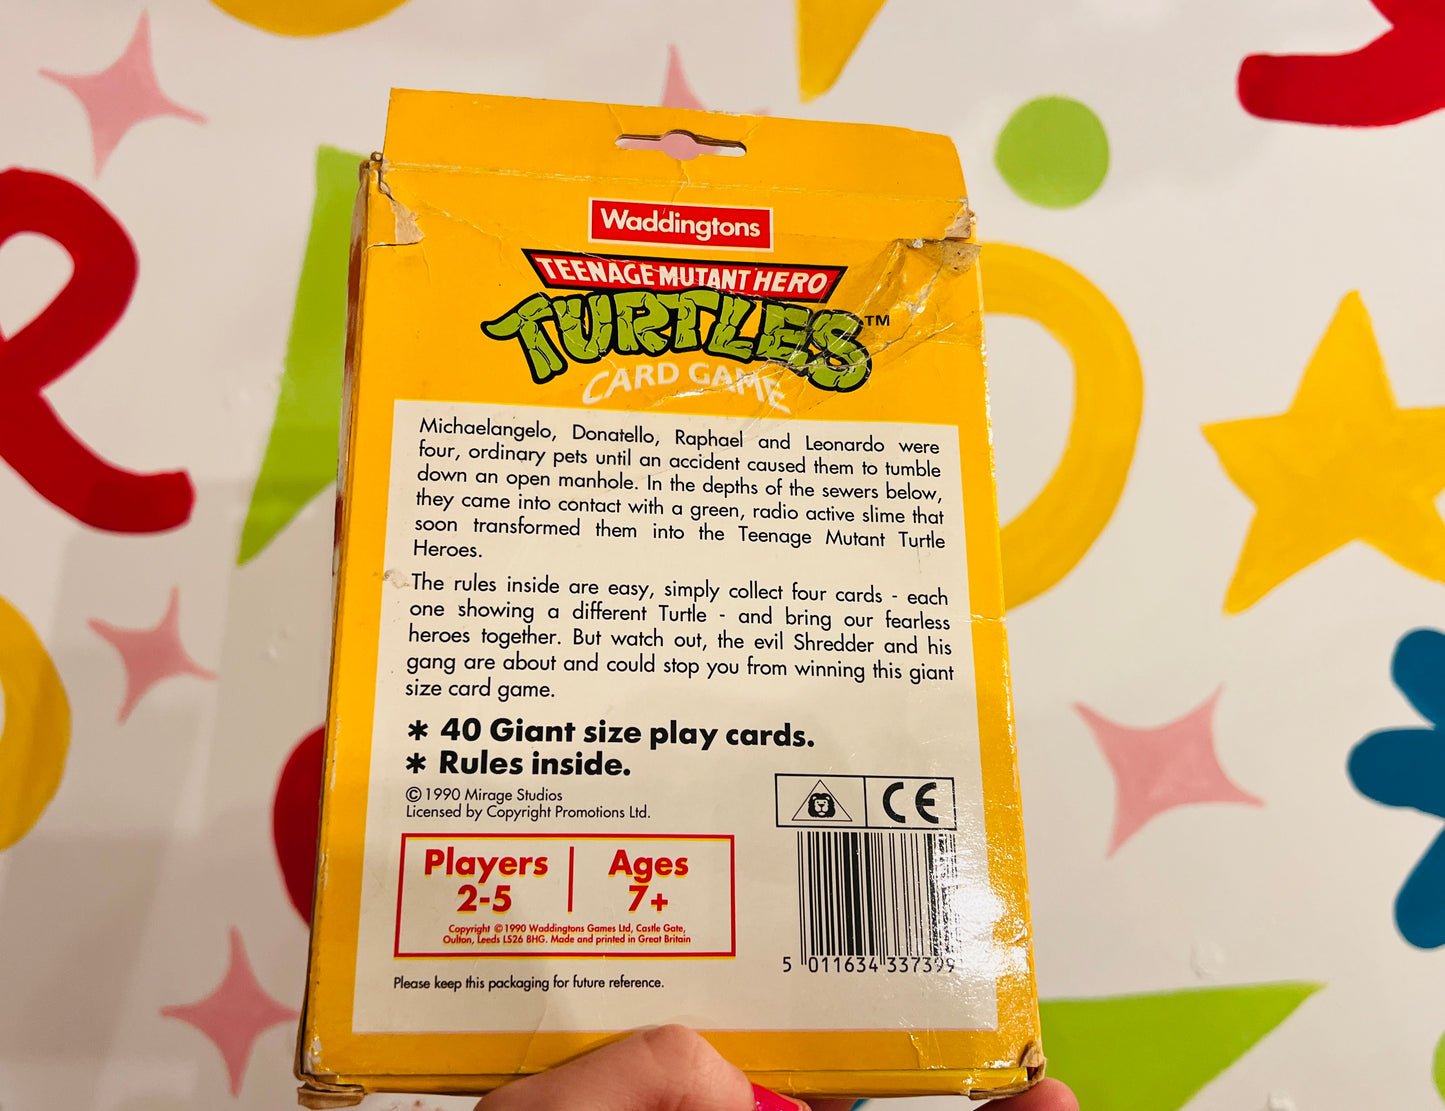 Waddingtons
TEENAGE MUTANT HERO
TURTLES™
CARD GAME
Michaelangelo, Donatello, Raphael and Leonardo were
four, ordinary pets until an accident caused them to tumble
down an open manhole. In the depths of the sewers below,
they came into contact with a green, radio active slime that
soon transformed them into the Teenage Mutant Turtle
Heroes.
The rules inside are easy, simply collect four cards - each
one showing a different Turtle - and bring our fearless
heroes together. But watch out, the evil Shredder and his
gang are about and could stop you from winning this giant
size card game.
* 40 Giant size play cards.
* Rules inside.
© 1990 Mirage Studios
Licensed by Copyright Promotions Ltd.
CE
Players
2-5
Ages
7+
Copyright © 1990 Waddingtons Games Ltd, Castle Gate,
Oulton, Leeds LS26 8HG. Made and printed in Great Britain
5 011634 337399
Please keep this packaging for future reference.